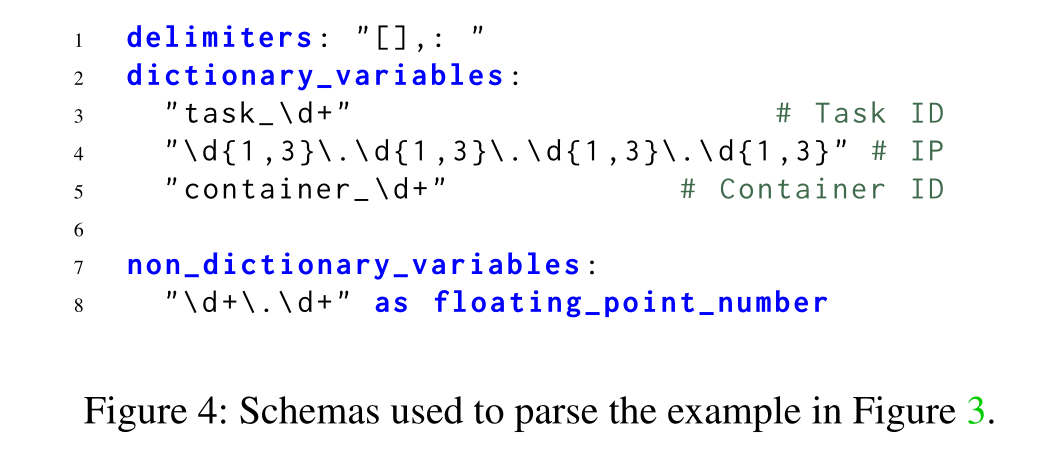 1 delimiters: "[],: "
2 dictionary_variables:
3 "task_\d+" # Task ID
4 "\d{1,3}\.\d{1,3}\.\d{1,3}\.\d{1,3}" # IP
5 "container_\d+" # Container ID
6
7 non_dictionary_variables:
8 "\d+\.\d+" as floating_point_number
Figure 4: Schemas used to parse the example in Figure 3.